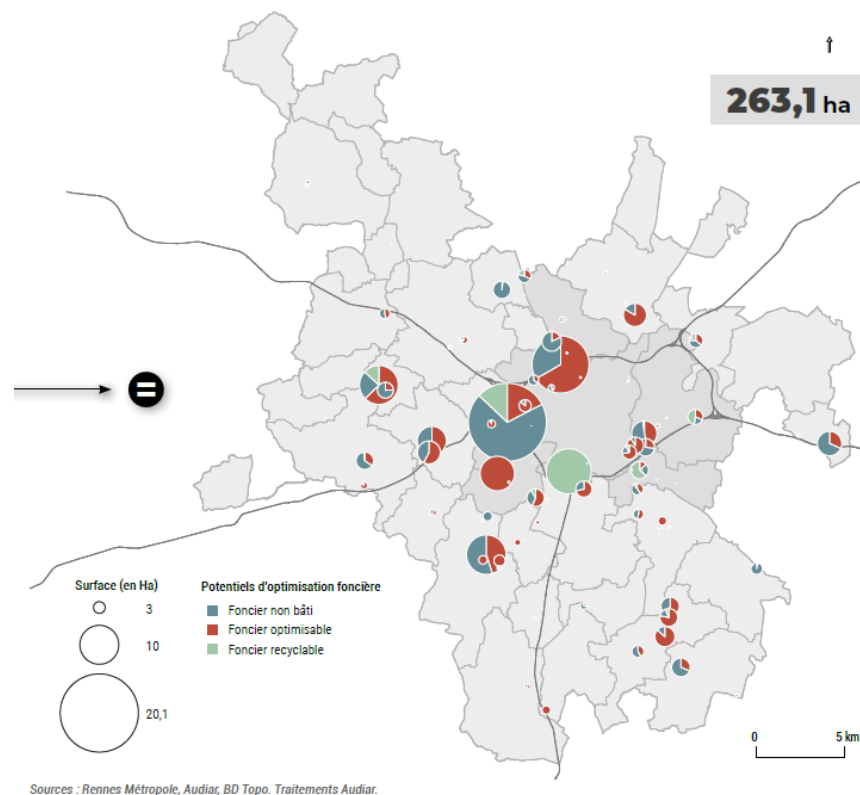 263,1 ha
=
Surface (en Ha)
3
10
20,1
Potentiels d'optimisation foncière
Foncier non bâti
Foncier optimisable
Foncier recyclable
0 5 km
Sources : Rennes Métropole, Audiar, BD Topo. Traitements Audiar.